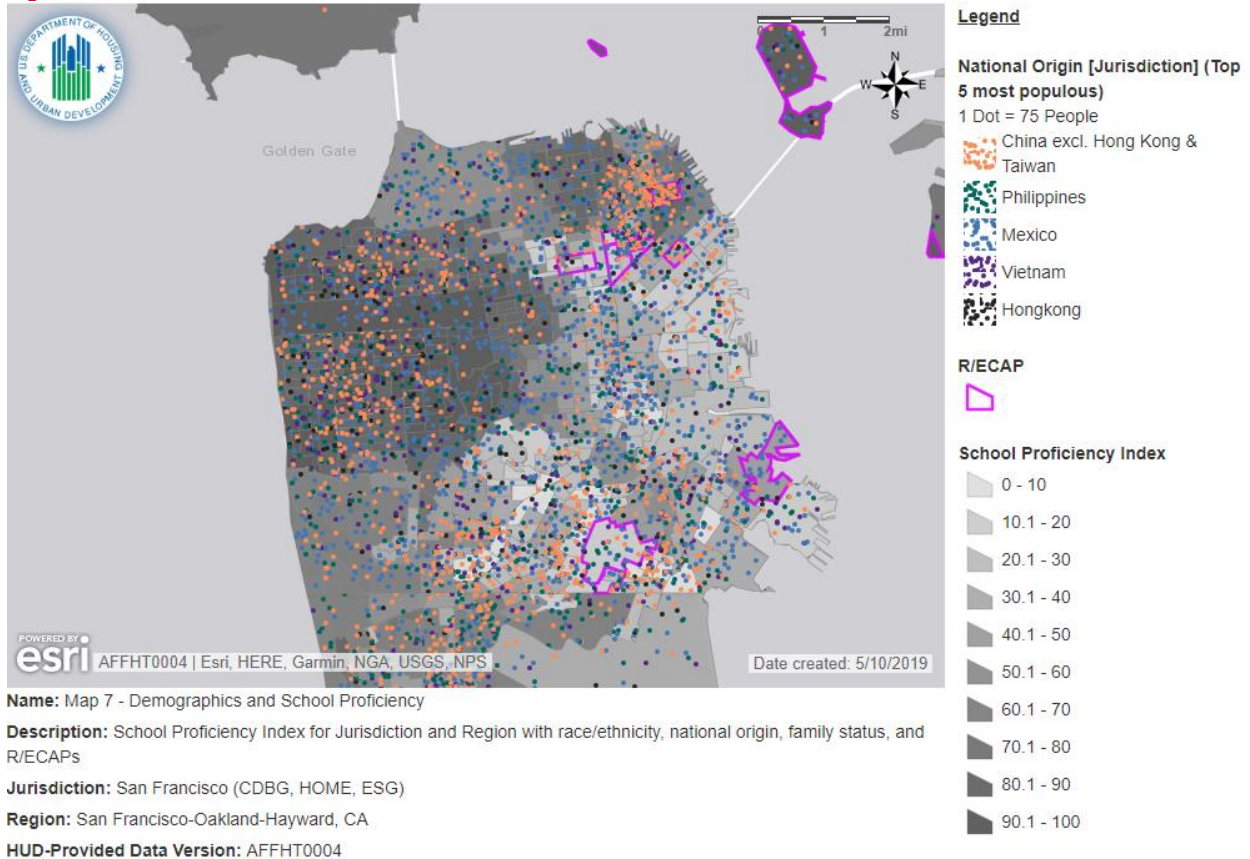 U.S. DEPARTMENT OF HOUSING
AND URBAN DEVELOPMENT
0 1 2mi
N
W E
S
Golden Gate
POWERED BY
esri
AFFHT0004 | Esri, HERE, Garmin, NGA, USGS, NPS
Date created: 5/10/2019
Legend
National Origin [Jurisdiction] (Top
5 most populous)
1 Dot = 75 People
China excl. Hong Kong &
Taiwan
Philippines
Mexico
Vietnam
Hongkong
R/ECAP
School Proficiency Index
0 - 10
10.1 - 20
20.1 - 30
30.1 - 40
40.1 - 50
50.1 - 60
60.1 - 70
70.1 - 80
80.1 - 90
90.1 - 100
Name: Map 7 - Demographics and School Proficiency
Description: School Proficiency Index for Jurisdiction and Region with race/ethnicity, national origin, family status, and
R/ECAPs
Jurisdiction: San Francisco (CDBG, HOME, ESG)
Region: San Francisco-Oakland-Hayward, CA
HUD-Provided Data Version: AFFHT0004